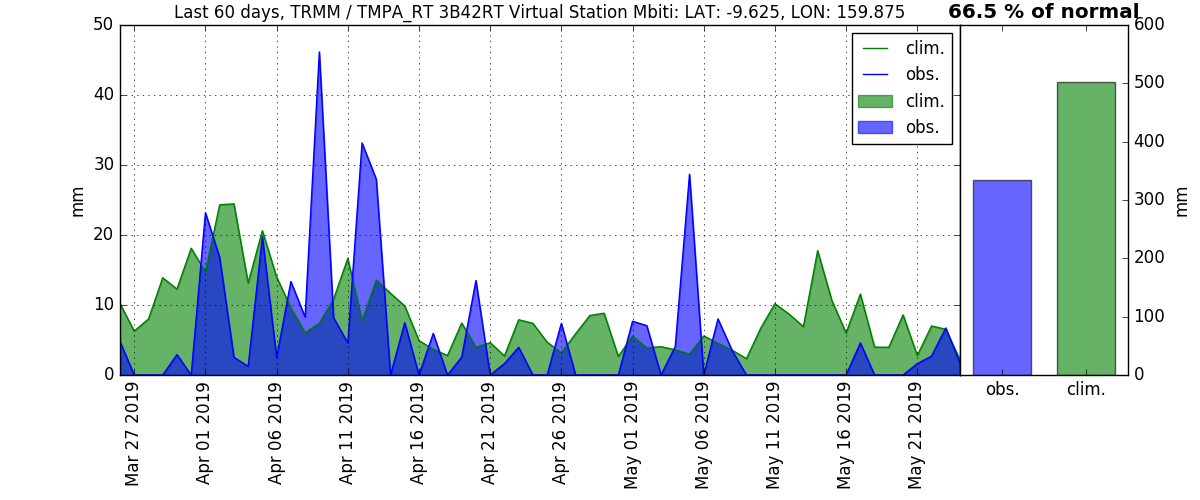 Last 60 days, TRMM / TMPA_RT 3B42RT Virtual Station Mbiti: LAT: -9.625, LON: 159.875
66.5 % of normal
50
40
30
20
10
0
mm
clim.
obs.
clim.
obs.
600
500
400
300
200
100
0
mm
Mar 27 2019
Apr 01 2019
Apr 06 2019
Apr 11 2019
Apr 16 2019
Apr 21 2019
Apr 26 2019
May 01 2019
May 06 2019
May 11 2019
May 16 2019
May 21 2019
obs.
clim.